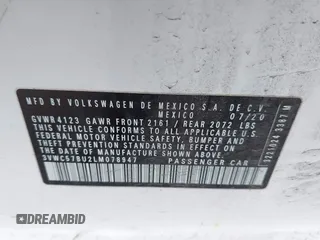 MFD BY VOLKSWAGEN DE MEXICO S.A. DE C.V.
MEXICO 07/20
GVWR 4123 GAWR FRONT 2161 / REAR 2072 LBS
THIS VEHICLE CONFORMS TO ALL APPLICABLE U.S.
FEDERAL MOTOR VEHICLE SAFETY, BUMPER, AND
THEFT PREVENTION STANDARDS IN EFFECT ON
THE DATE OF MANUFACTURE SHOWN ABOVE.
3VWC57BU2LM078947 PASSENGER CAR
DEALERSHIP